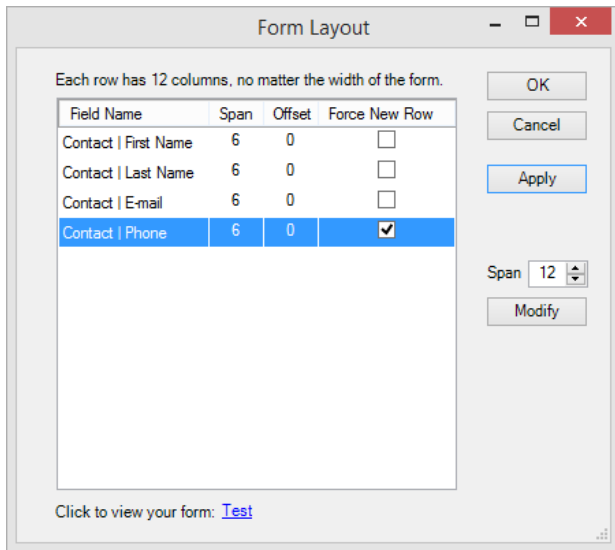 Form Layout
Each row has 12 columns, no matter the width of the form.
OK
Cancel
Apply
Field Name Span Offset Force New Row
Contact | First Name 6 0
Contact | Last Name 6 0
Contact | E-mail 6 0
Contact | Phone 6 0
Span 12
Modify
Click to view your form: Test